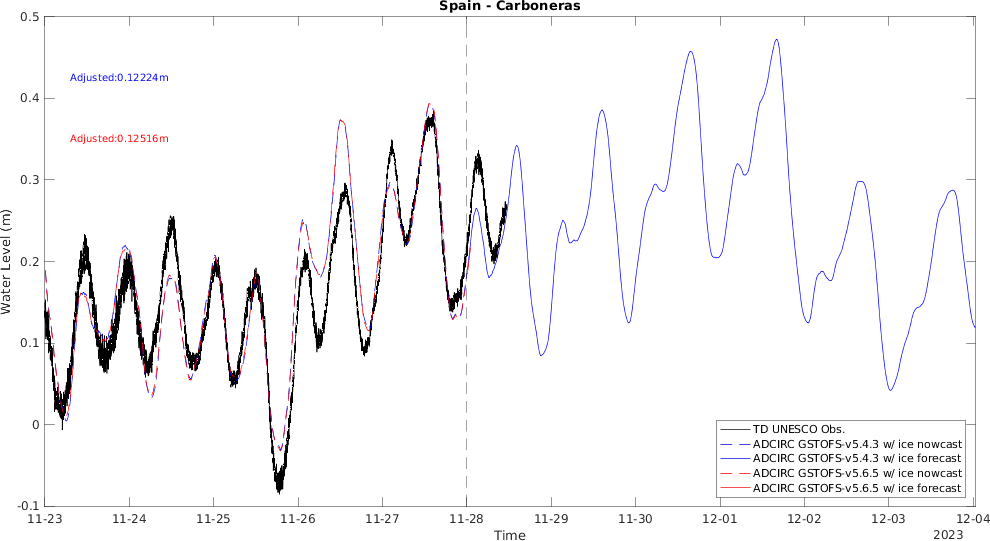 Spain - Carboneras
0.5
0.4
0.3
0.2
0.1
0
-0.1
Water Level (m)
Adjusted:0.12224m
Adjusted:0.12516m
TD UNESCO Obs.
ADCIRC GSTOFS-v5.4.3 w/ ice nowcast
ADCIRC GSTOFS-v5.4.3 w/ ice forecast
ADCIRC GSTOFS-v5.6.5 w/ ice nowcast
ADCIRC GSTOFS-v5.6.5 w/ ice forecast
11-23 11-24 11-25 11-26 11-27 11-28 11-29 11-30 12-01 12-02 12-03 12-04
Time
2023